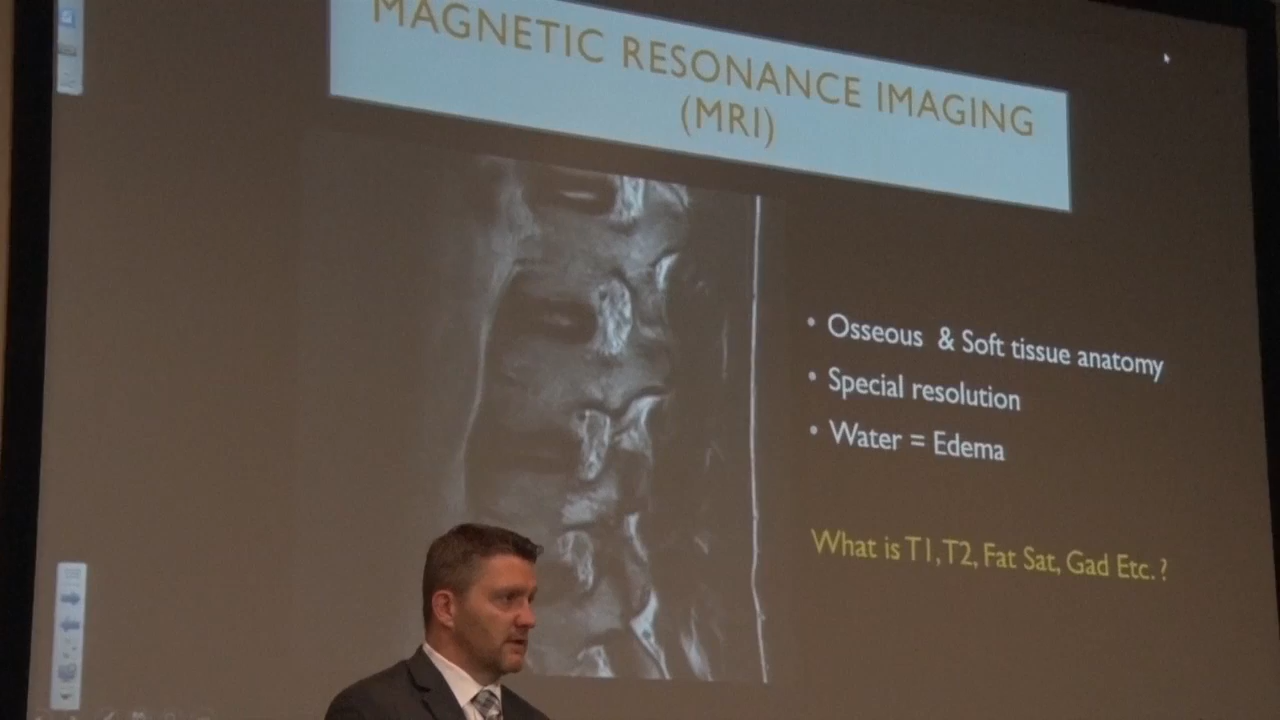 MAGNETIC RESONANCE IMAGING
(MRI)
• Osseous & Soft tissue anatomy
• Special resolution
• Water = Edema
What is T1, T2, Fat Sat, Gad Etc. ?